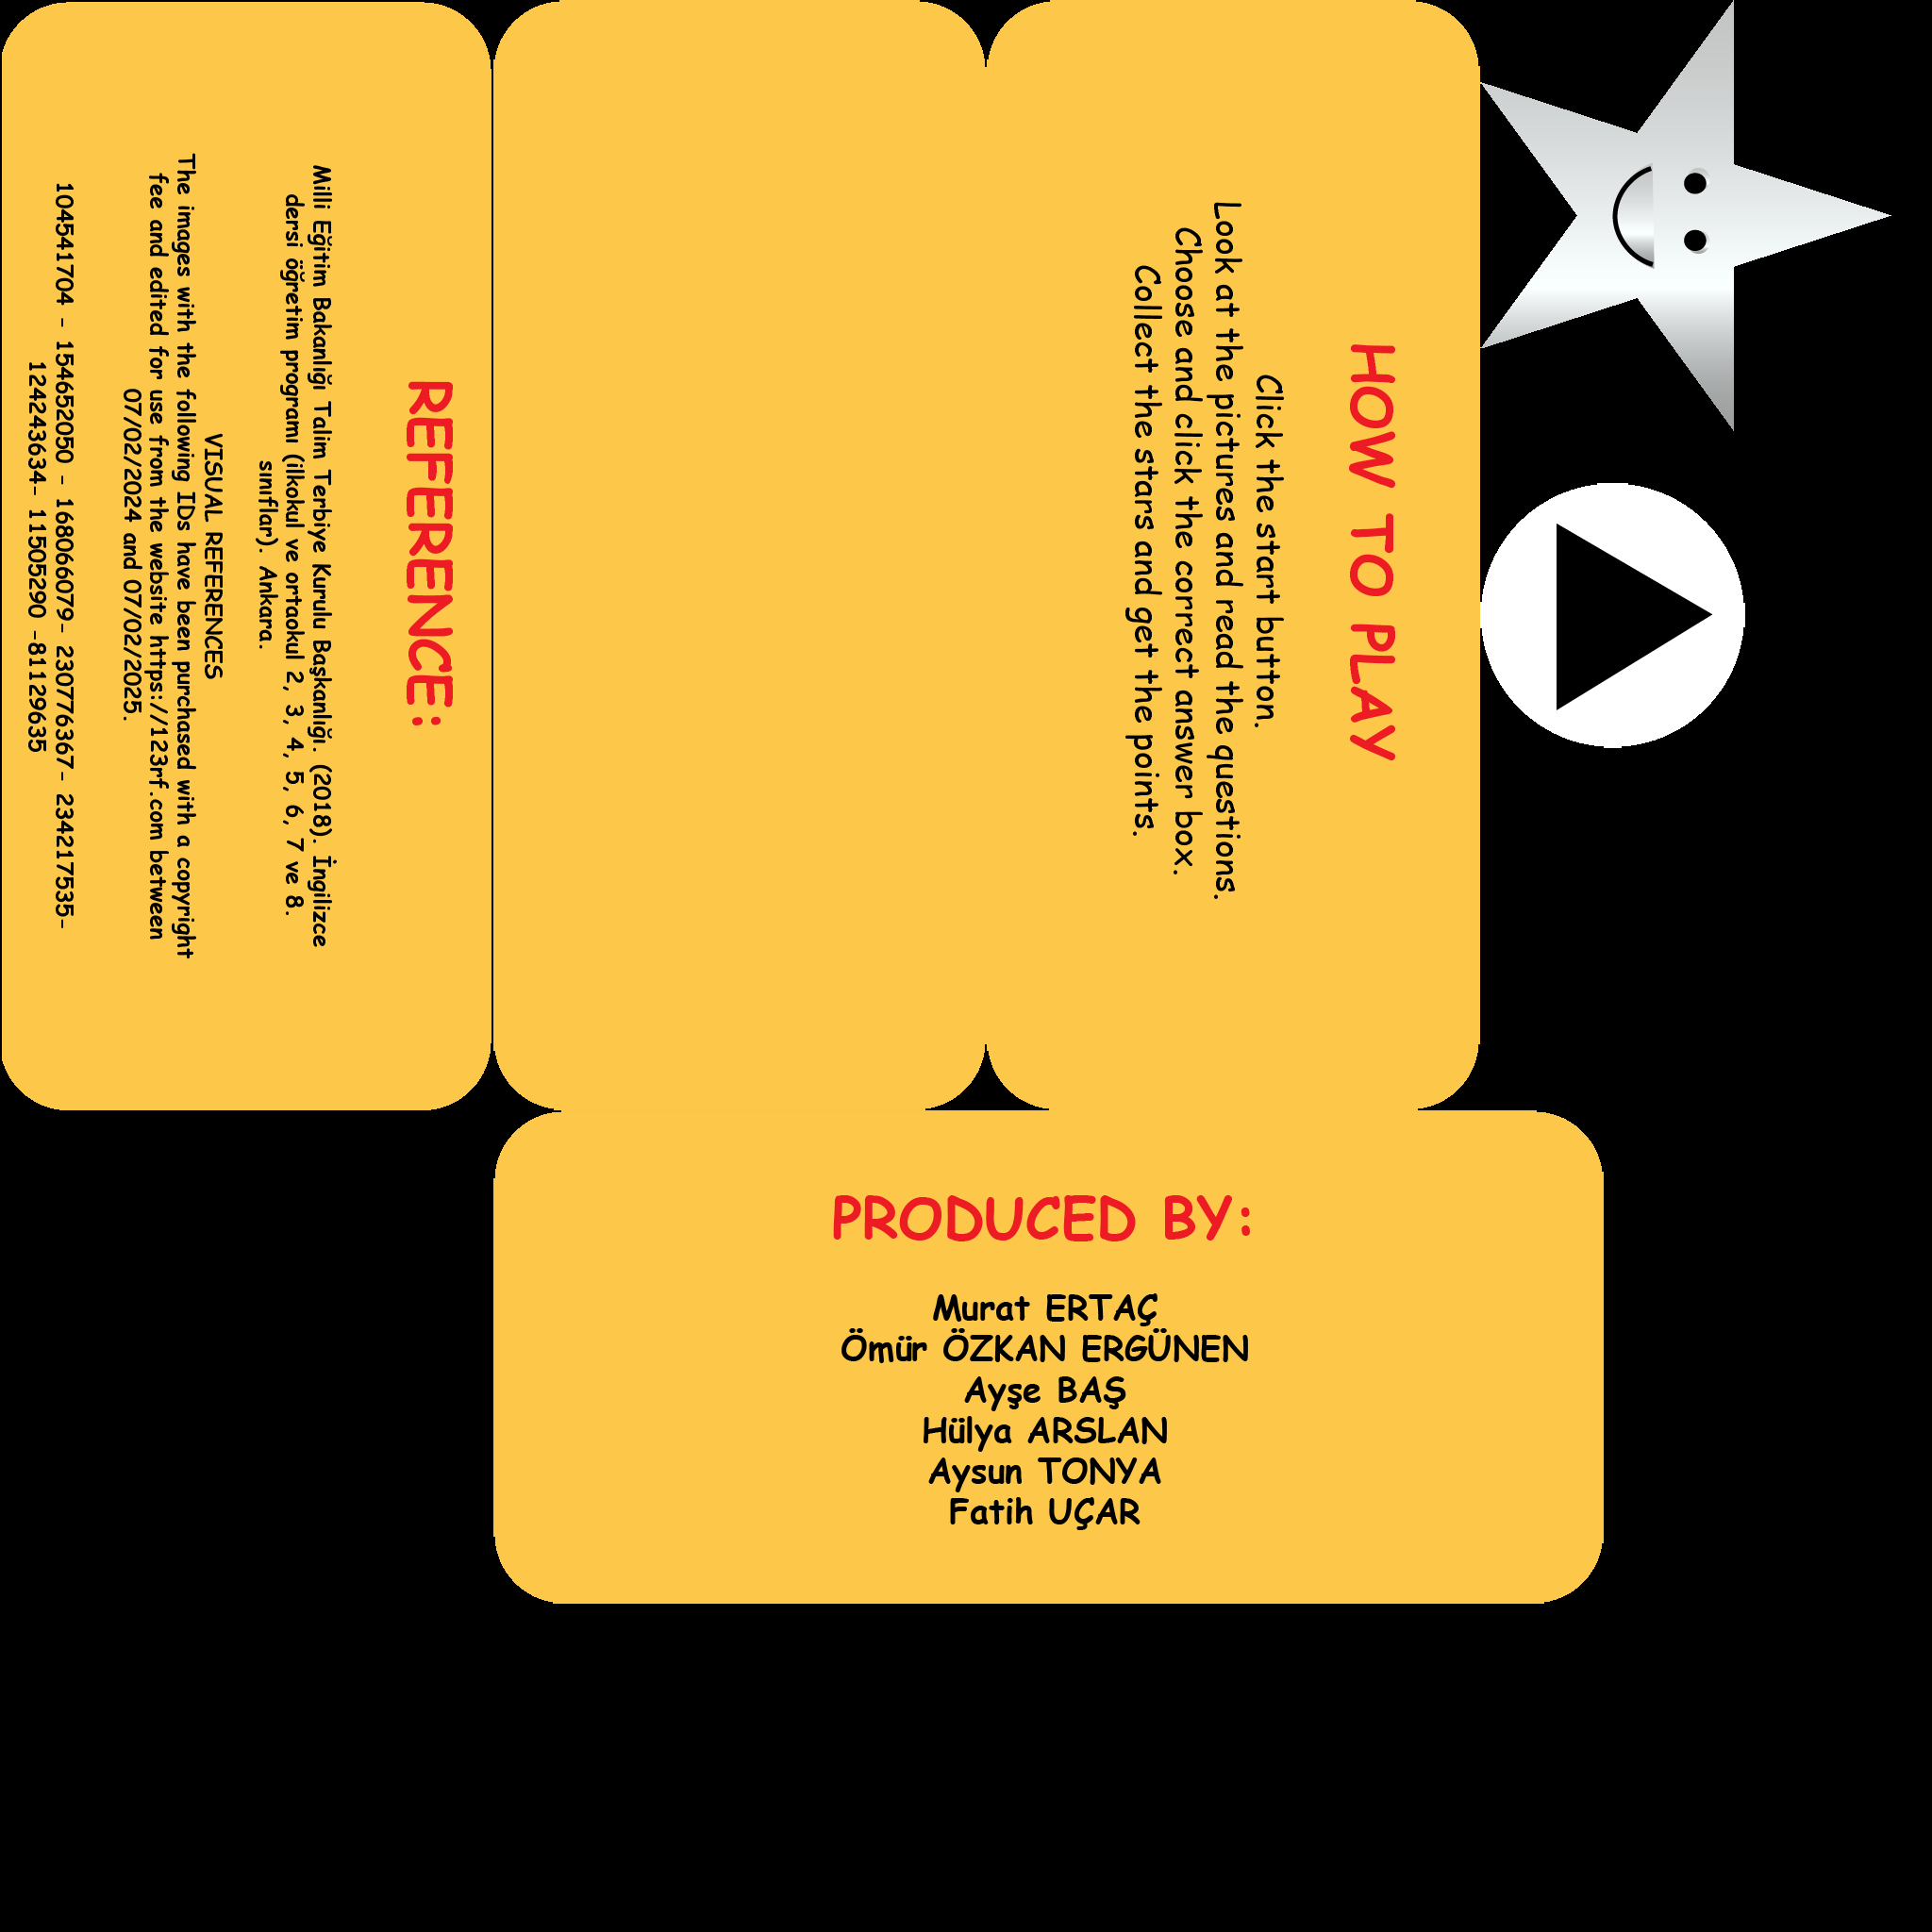 REFERENCE:
Milli Eğitim Bakanlığı Talim Terbiye Kurulu Başkanlığı. (2018). İngilizce
dersi öğretim programı (ilkokul ve ortaokul 2, 3, 4, 5, 6, 7 ve 8.
sınıflar). Ankara.
VISUAL REFERENCES
The images with the following IDs have been purchased with a copyright
fee and edited for use from the website https://123rf.com between
07/02/2024 and 07/02/2025.
104541704 - 154652050 - 168066079- 230776367- 234217535-
124243634- 11505290 -81129635
HOW TO PLAY
Click the start button.
Look at the pictures and read the questions.
Choose and click the correct answer box.
Collect the stars and get the points.
PRODUCED BY:
Murat ERTAÇ
Ömür ÖZKAN ERGÜNEN
Ayşe BAŞ
Hülya ARSLAN
Aysun TONYA
Fatih UÇAR